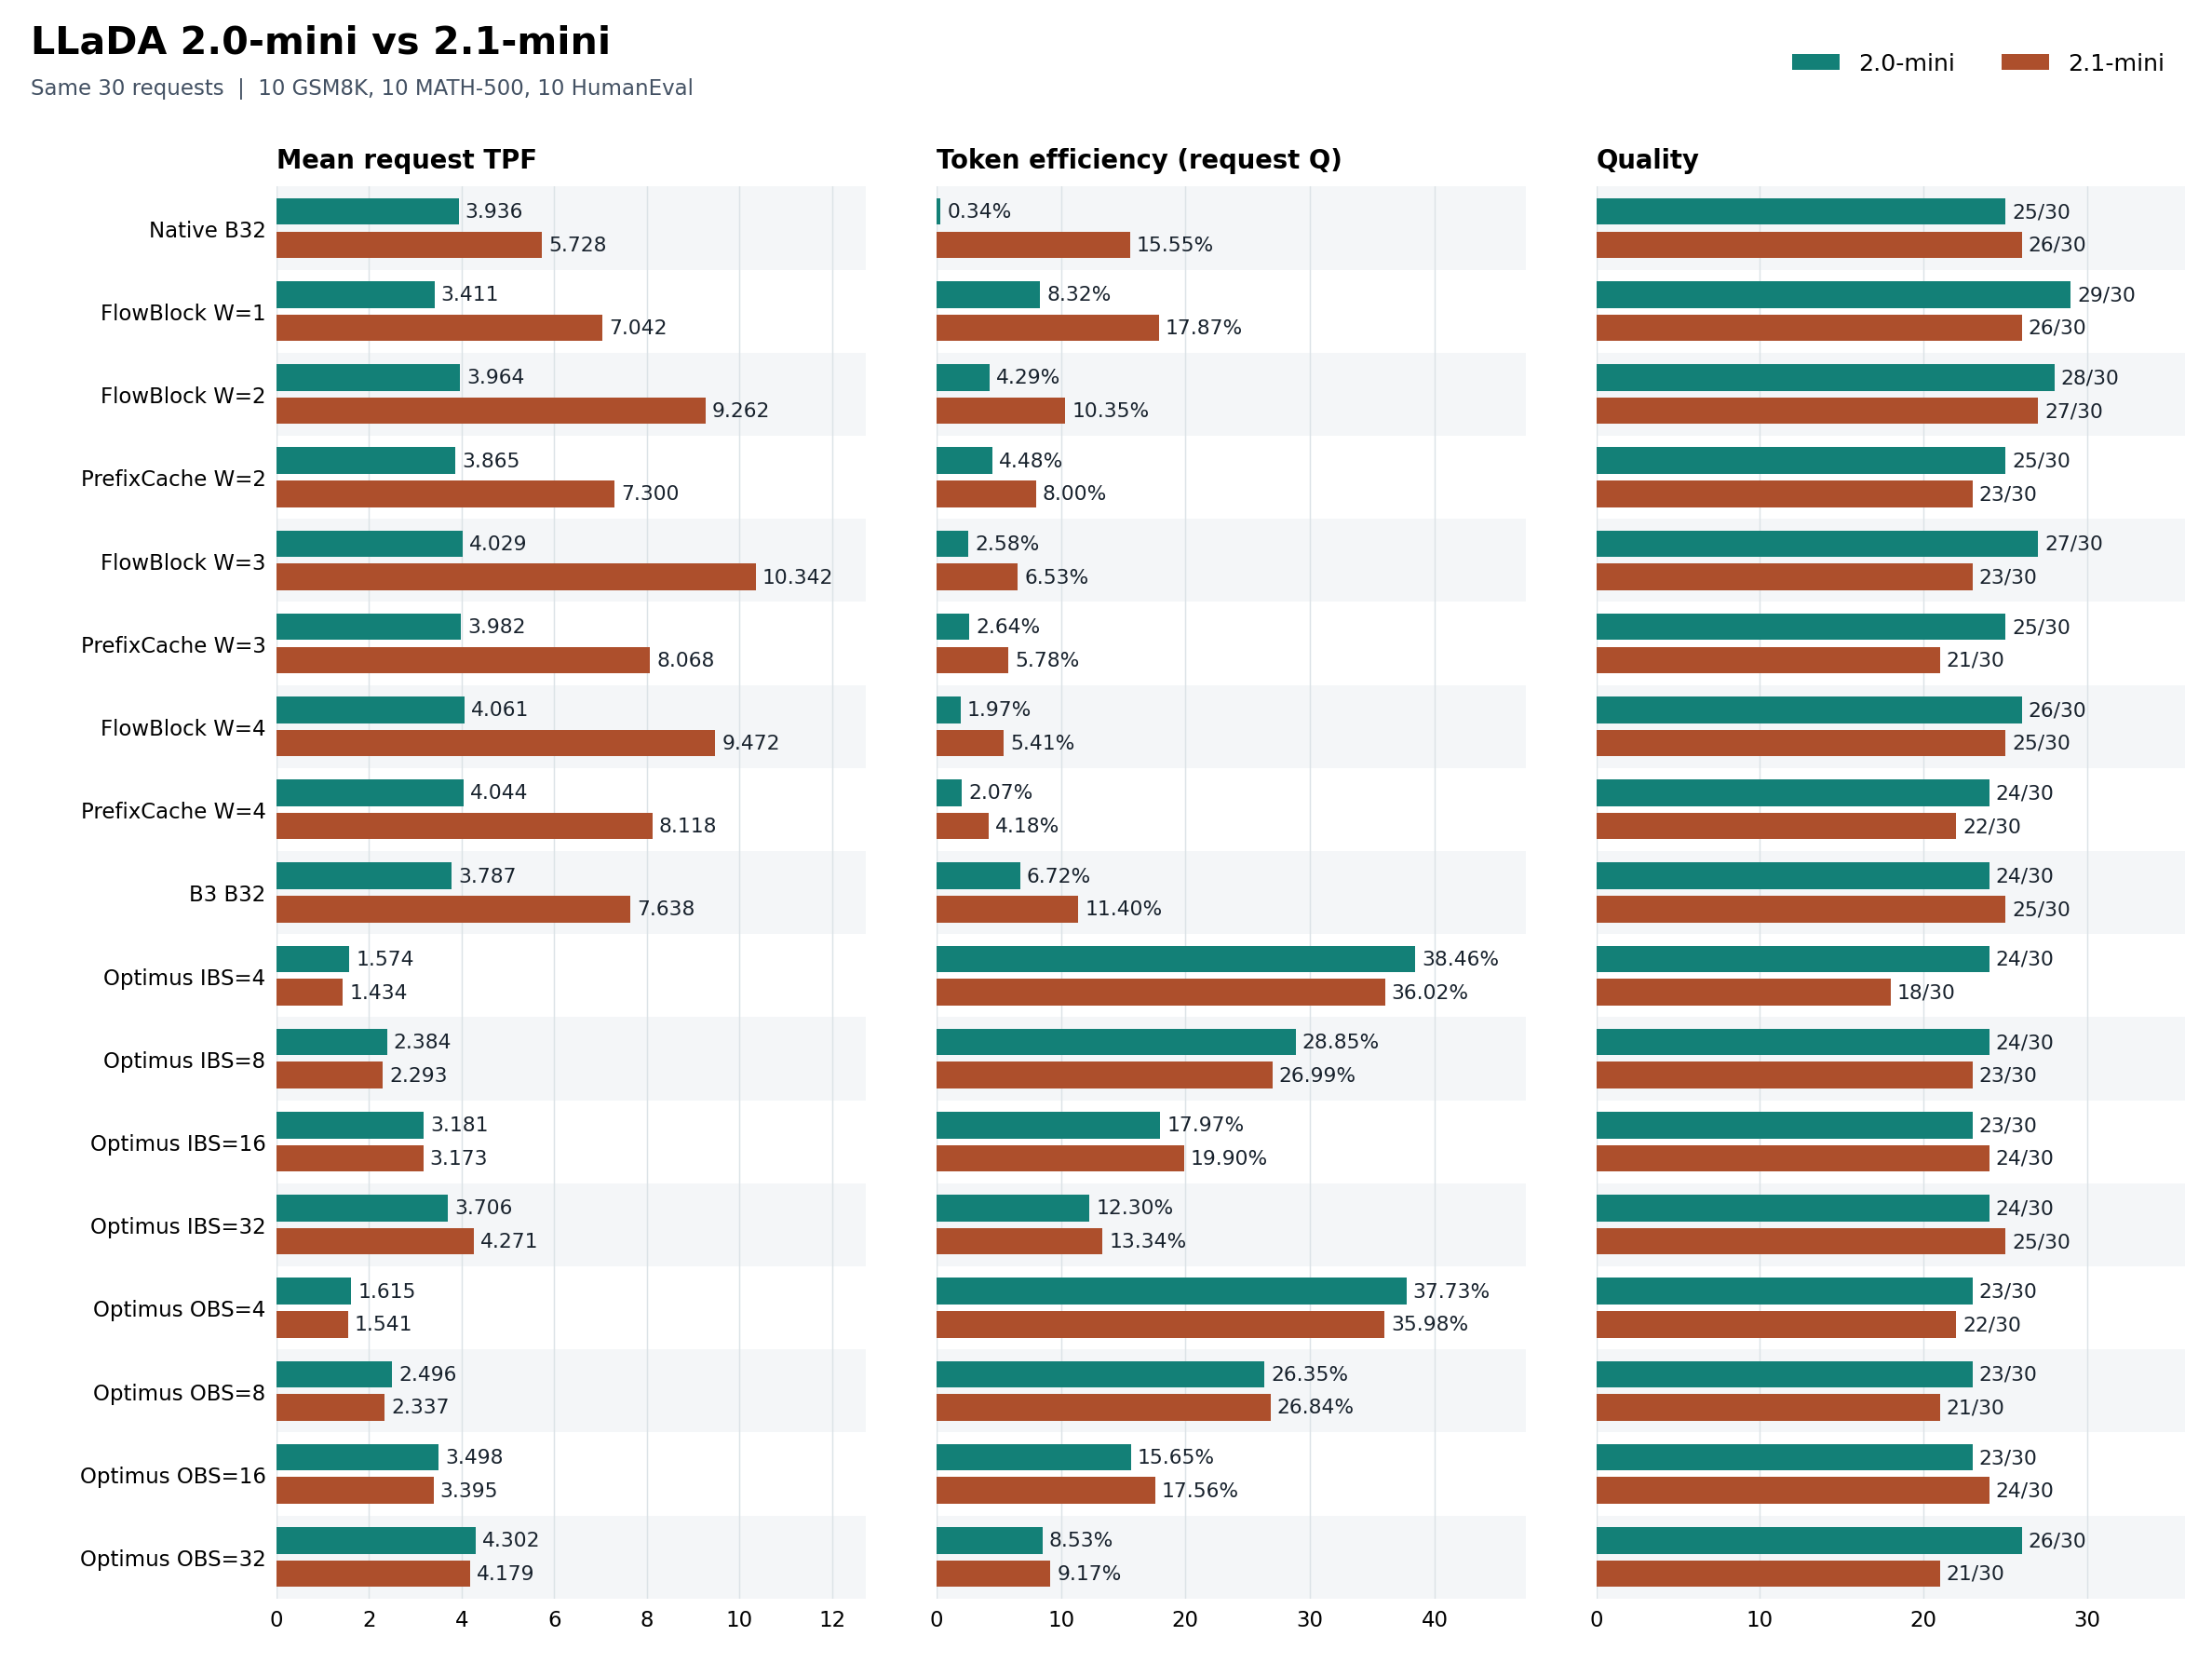 LLaDA 2.0-mini vs 2.1-mini
Same 30 requests | 10 GSM8K, 10 MATH-500, 10 HumanEval
2.0-mini 2.1-mini
Mean request TPF Token efficiency (request Q) Quality
Native B32
3.936 0.34% 25/30
5.728 15.55% 26/30
FlowBlock W=1
3.411 8.32% 29/30
7.042 17.87% 26/30
FlowBlock W=2
3.964 4.29% 28/30
9.262 10.35% 27/30
PrefixCache W=2
3.865 4.48% 25/30
7.300 8.00% 23/30
FlowBlock W=3
4.029 2.58% 27/30
10.342 6.53% 23/30
PrefixCache W=3
3.982 2.64% 25/30
8.068 5.78% 21/30
FlowBlock W=4
4.061 1.97% 26/30
9.472 5.41% 25/30
PrefixCache W=4
4.044 2.07% 24/30
8.118 4.18% 22/30
B3 B32
3.787 6.72% 24/30
7.638 11.40% 25/30
Optimus IBS=4
1.574 38.46% 24/30
1.434 36.02% 18/30
Optimus IBS=8
2.384 28.85% 24/30
2.293 26.99% 23/30
Optimus IBS=16
3.181 17.97% 23/30
3.173 19.90% 24/30
Optimus IBS=32
3.706 12.30% 24/30
4.271 13.34% 25/30
Optimus OBS=4
1.615 37.73% 23/30
1.541 35.98% 22/30
Optimus OBS=8
2.496 26.35% 23/30
2.337 26.84% 21/30
Optimus OBS=16
3.498 15.65% 23/30
3.395 17.56% 24/30
Optimus OBS=32
4.302 8.53% 26/30
4.179 9.17% 21/30
0 2 4 6 8 10 12 0 10 20 30 40 0 10 20 30